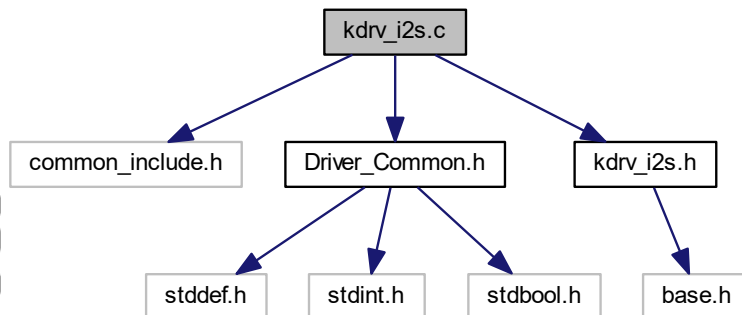 kdrv_i2s.c
common_include.h
Driver_Common.h
kdrv_i2s.h
stddef.h
stdint.h
stdbool.h
base.h